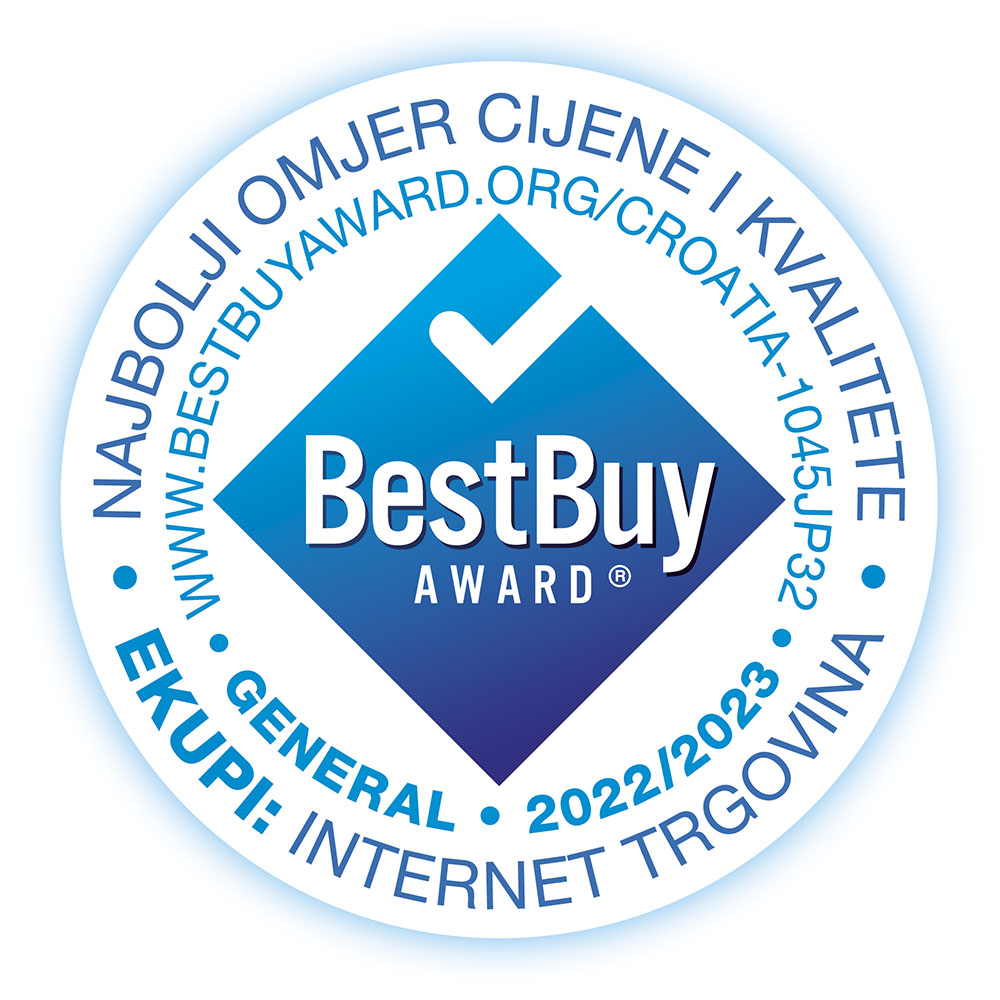 NAJBOLJI OMJER CIJENE I KVALITETE
WWW.BESTBUYAWARD.ORG/CROATIA-1045JP32
BestBuy
AWARD®
• GENERAL • 2022/2023 •
• EKUPI: INTERNET TRGOVINA •